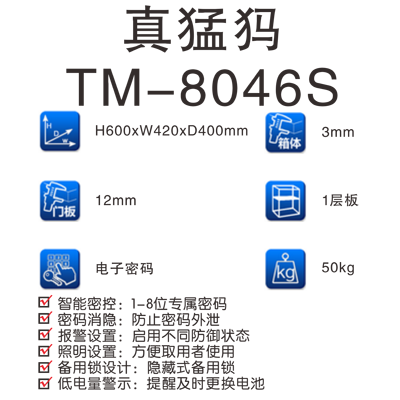 真猛犸
TM-8046S
H
D
W
H600xW420xD400mm
箱体
3mm
门板
12mm
1层板
电子密码
kg
50kg
智能密控：1-8位专属密码
密码消隐：防止密码外泄
报警设置：启用不同防御状态
照明设置：方便取用者使用
备用锁设计：隐藏式备用锁
低电量警示：提醒及时更换电池